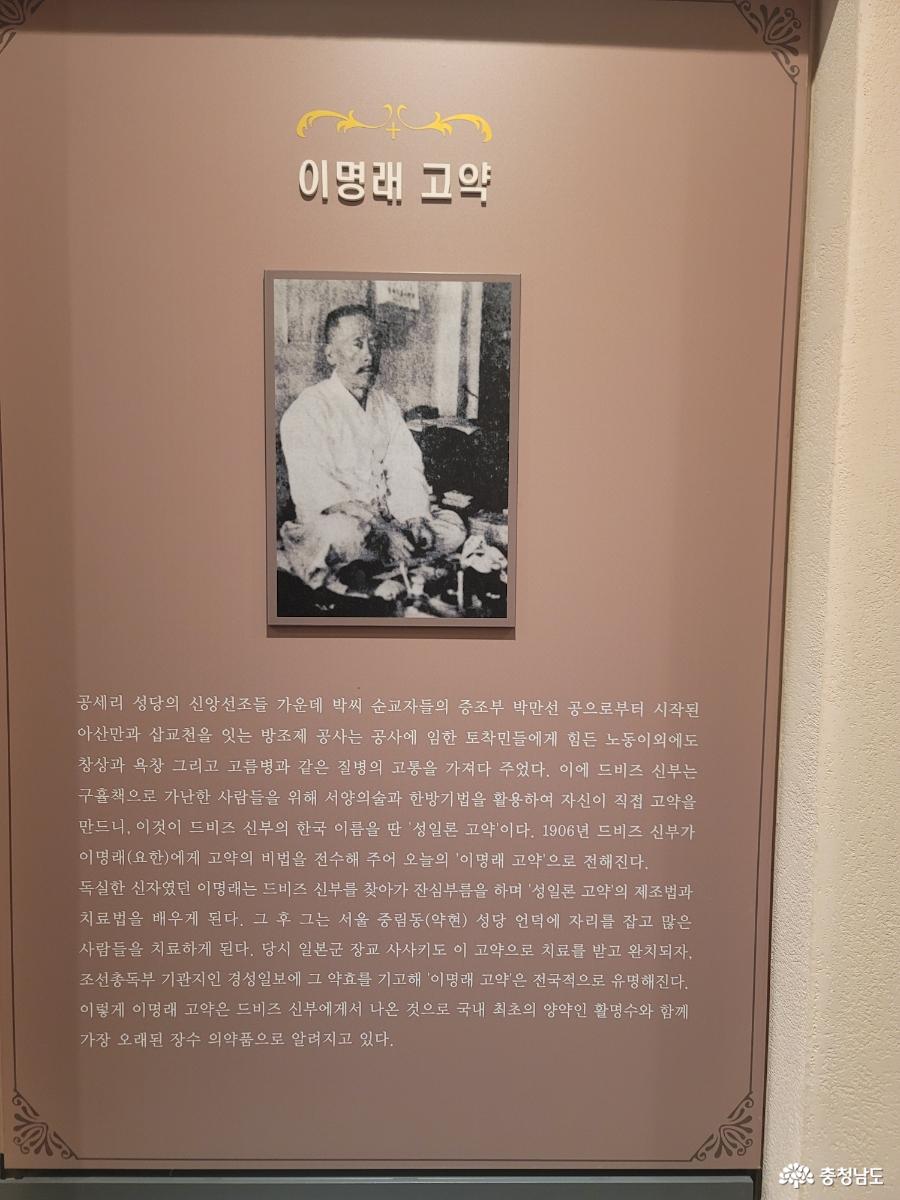 이명래 고약
공세리 성당의 신앙선조들 가운데 박씨 순교자들의 증조부 박만선 공으로부터 시작된
아산만과 삽교천을 잇는 방조제 공사는 공사에 임한 토착민들에게 힘든 노동이외에도
창상과 욕창 그리고 고름병과 같은 질병의 고통을 가져다 주었다. 이에 드비즈 신부는
구휼책으로 가난한 사람들을 위해 서양의술과 한방기법을 활용하여 자신이 직접 고약을
만드니, 이것이 드비즈 신부의 한국 이름을 딴 '성일론 고약'이다. 1906년 드비즈 신부가
이명래(요한)에게 고약의 비법을 전수해 주어 오늘의 '이명래 고약'으로 전해진다.
독실한 신자였던 이명래는 드비즈 신부를 찾아가 잔심부름을 하며 '성일론 고약'의 제조법과
치료법을 배우게 된다. 그 후 그는 서울 중림동(약현) 성당 언덕에 자리를 잡고 많은
사람들을 치료하게 된다. 당시 일본군 장교 사사키도 이 고약으로 치료를 받고 완치되자,
조선총독부 기관지인 경성일보에 그 약효를 기고해 '이명래 고약'은 전국적으로 유명해진다.
이렇게 이명래 고약은 드비즈 신부에게서 나온 것으로 국내 최초의 양약인 활명수와 함께
가장 오래된 장수 의약품으로 알려지고 있다.
충청남도